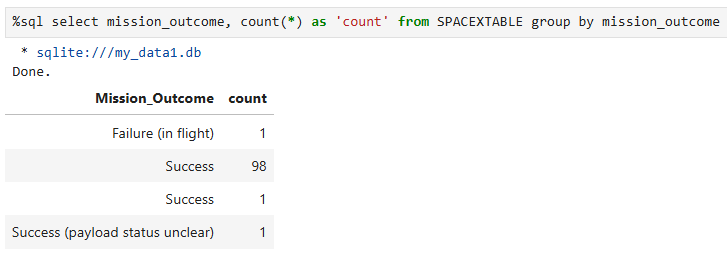 %sql select mission_outcome, count(*) as 'count' from SPACEXTABLE group by mission_outcome
* sqlite:///my_data1.db
Done.
Mission_Outcome count
Failure (in flight) 1
Success 98
Success 1
Success (payload status unclear) 1